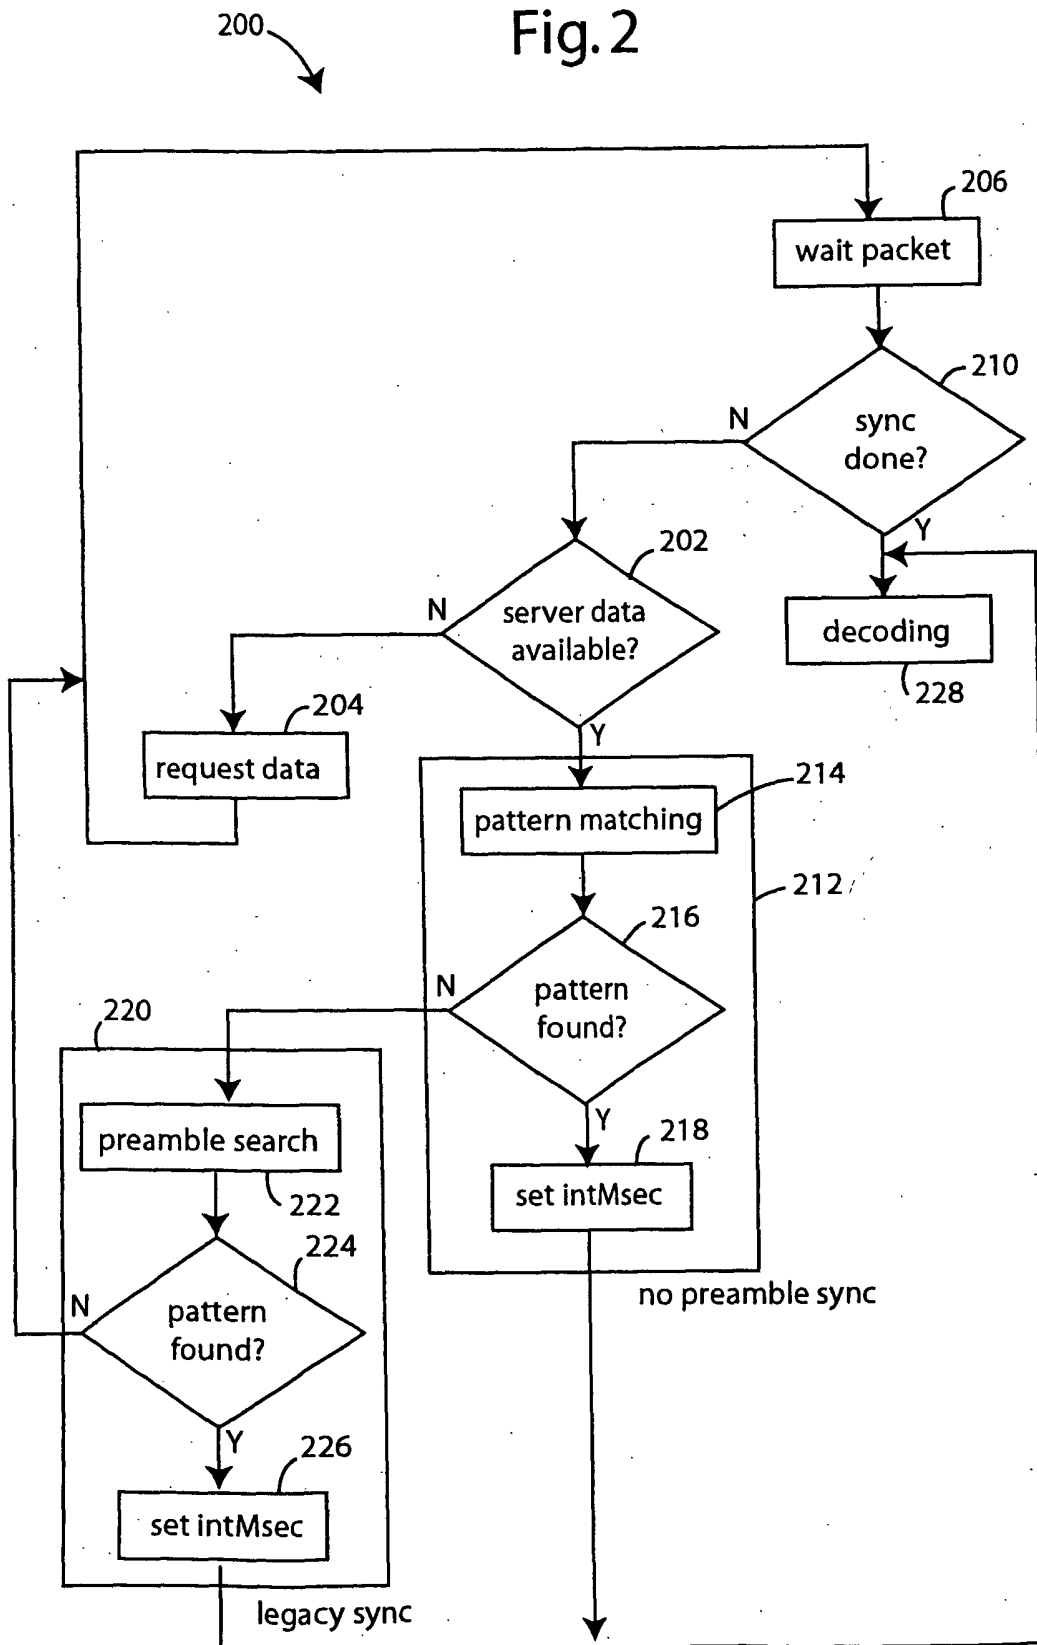 Fig. 2
200
206
wait packet
210
sync
done?
N
Y
202
server data
available?
N
Y
decoding
228
204
request data
214
pattern matching
212
216
pattern
found?
N
Y
218
set intMsec
no preamble sync
220
preamble search
222
224
pattern
found?
N
Y
226
set intMsec
legacy sync